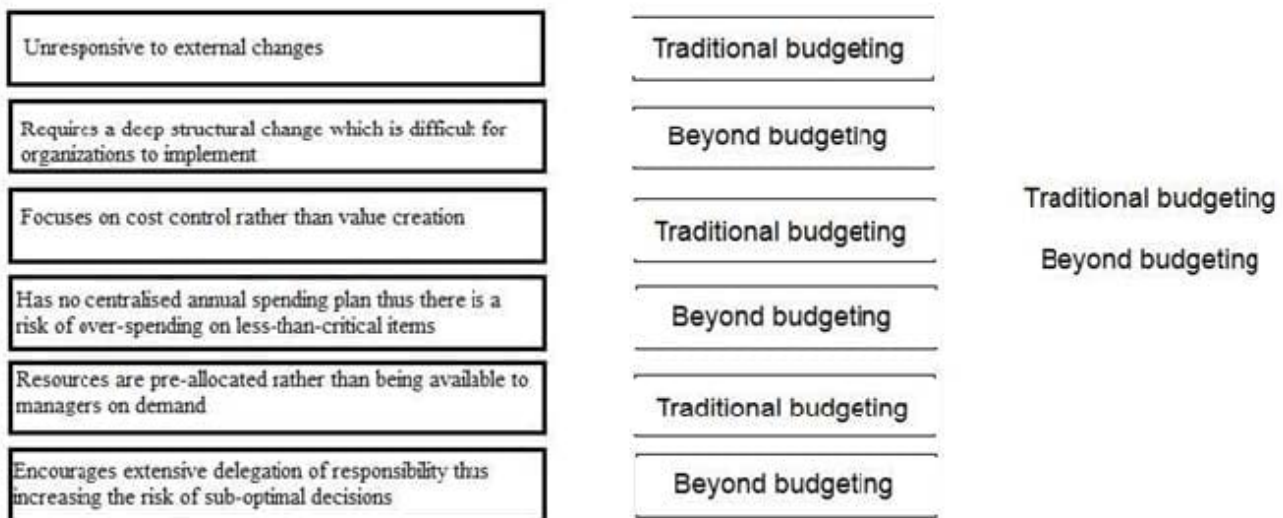 Unresponsive to external changes
Traditional budgeting
Requires a deep structural change which is difficult for
organizations to implement
Beyond budgeting
Focuses on cost control rather than value creation
Traditional budgeting
Has no centralised annual spending plan thus there is a
risk of over-spending on less-than-critical items
Beyond budgeting
Resources are pre-allocated rather than being available to
managers on demand
Traditional budgeting
Encourages extensive delegation of responsibility thus
increasing the risk of sub-optimal decisions
Beyond budgeting
Traditional budgeting
Beyond budgeting